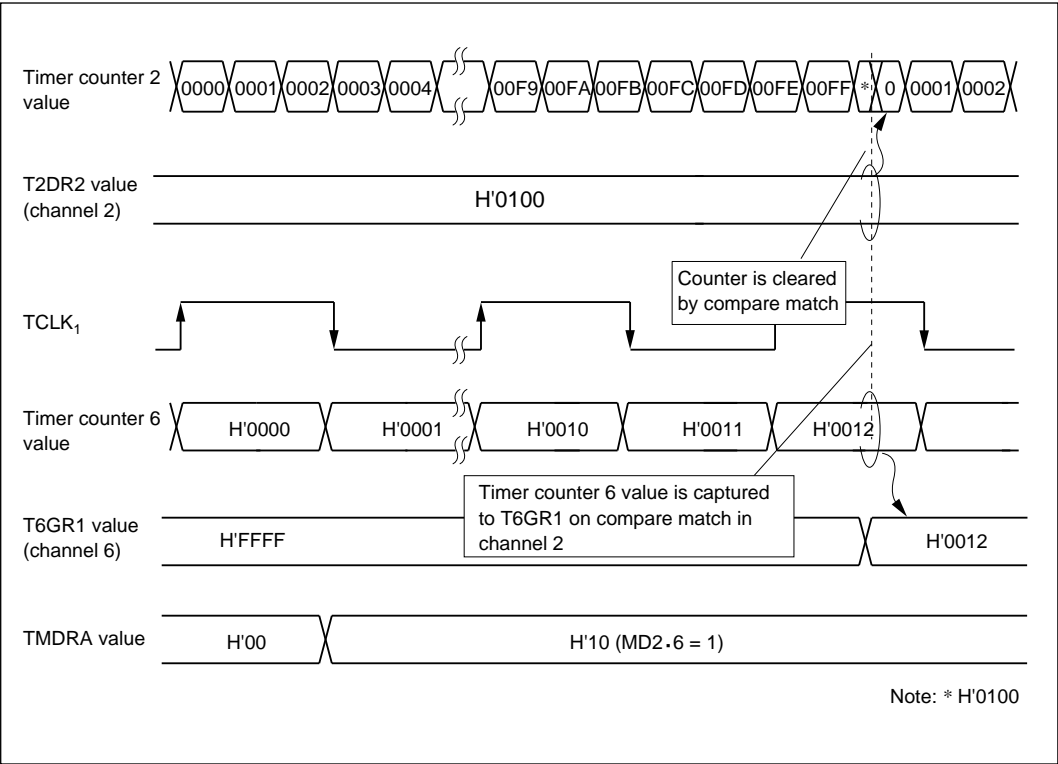 Timer counter 2
value
0000 0001 0002 0003 0004 00F9 00FA 00FB 00FC 00FD 00FE 00FF * 0 0001 0002
T2DR2 value
(channel 2)
H'0100
Counter is cleared
by compare match
TCLK1
Timer counter 6
value
H'0000 H'0001 H'0010 H'0011 H'0012
Timer counter 6 value is captured
to T6GR1 on compare match in
channel 2
T6GR1 value
(channel 6)
H'FFFF H'0012
TMDRA value
H'00 H'10 (MD2·6 = 1)
Note: * H'0100